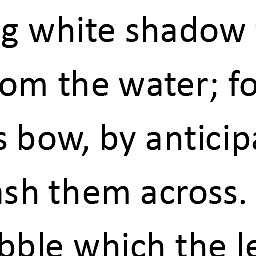 g white shadow
om the water; fo
s bow, by anticipa
ash them across.
bble which the le